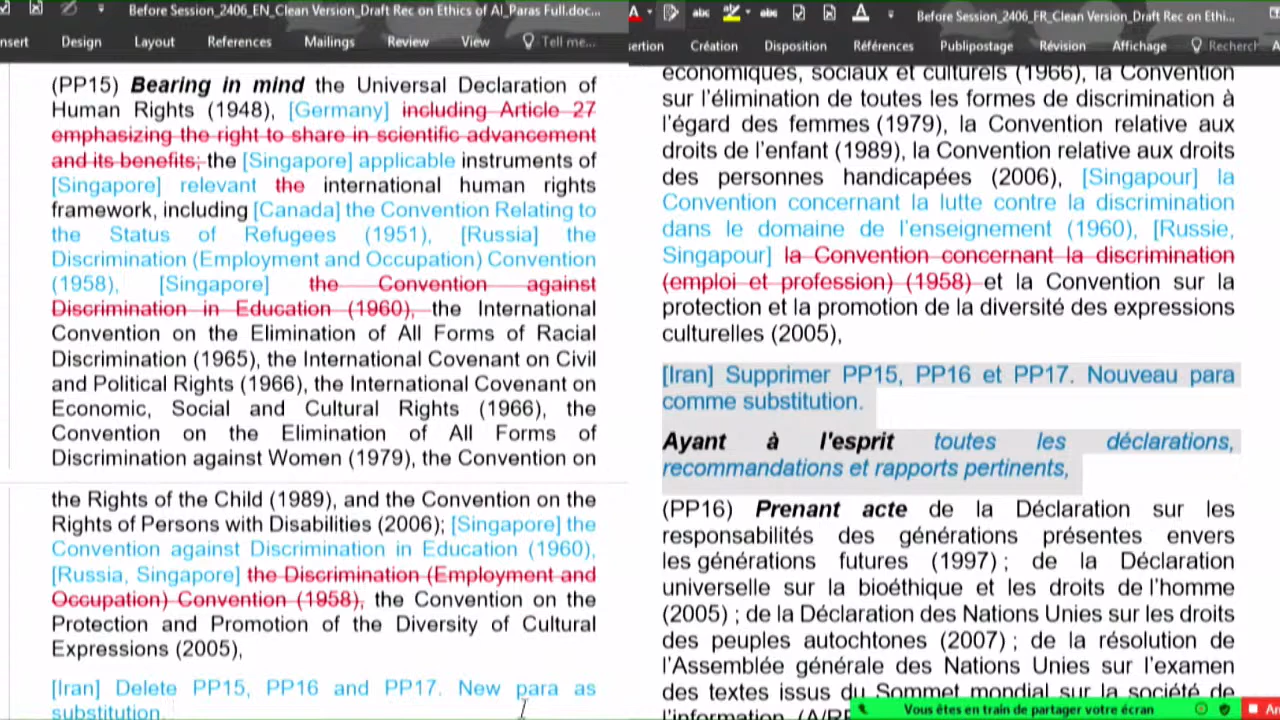 Before Session_2406_EN_Clean Version_Draft Rec on Ethics of AI_Paras Full.doc...
nsert Design Layout References Mailings Review View Tell me...
(PP15) Bearing in mind the Universal Declaration of
Human Rights (1948), [Germany] including Article 27
emphasizing the right to share in scientific advancement
and its benefits; the [Singapore] applicable instruments of
[Singapore] relevant the international human rights
framework, including [Canada] the Convention Relating to
the Status of Refugees (1951), [Russia] the
Discrimination (Employment and Occupation) Convention
(1958), [Singapore] the Convention against
Discrimination in Education (1960), the International
Convention on the Elimination of All Forms of Racial
Discrimination (1965), the International Covenant on Civil
and Political Rights (1966), the International Covenant on
Economic, Social and Cultural Rights (1966), the
Convention on the Elimination of All Forms of
Discrimination against Women (1979), the Convention on
the Rights of the Child (1989), and the Convention on the
Rights of Persons with Disabilities (2006); [Singapore] the
Convention against Discrimination in Education (1960),
[Russia, Singapore] the Discrimination (Employment and
Occupation) Convention (1958), the Convention on the
Protection and Promotion of the Diversity of Cultural
Expressions (2005),
[Iran] Delete PP15, PP16 and PP17. New para as
substitution.
Before Session_2406_FR_Clean Version_Draft Rec on Ethi...
sertion Création Disposition Références Publipostage Révision Affichage Recherch
économiques, sociaux et culturels (1966), la Convention
sur l'élimination de toutes les formes de discrimination à
l'égard des femmes (1979), la Convention relative aux
droits de l'enfant (1989), la Convention relative aux droits
des personnes handicapées (2006), [Singapour] la
Convention concernant la lutte contre la discrimination
dans le domaine de l'enseignement (1960), [Russie,
Singapour] la Convention concernant la discrimination
(emploi et profession) (1958) et la Convention sur la
protection et la promotion de la diversité des expressions
culturelles (2005),
[Iran] Supprimer PP15, PP16 et PP17. Nouveau para
comme substitution.
Ayant à l'esprit toutes les déclarations,
recommandations et rapports pertinents,
(PP16) Prenant acte de la Déclaration sur les
responsabilités des générations présentes envers
les générations futures (1997) ; de la Déclaration
universelle sur la bioéthique et les droits de l'homme
(2005) ; de la Déclaration des Nations Unies sur les droits
des peuples autochtones (2007) ; de la résolution de
l'Assemblée générale des Nations Unies sur l'examen
des textes issus du Sommet mondial sur la société de
l'information (A/RE
Vous êtes en train de partager votre écran